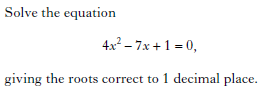 Solve the equation
4x² – 7x + 1 = 0,
giving the roots correct to 1 decimal place.